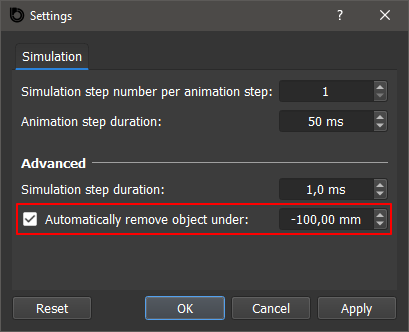 Settings
Simulation
Simulation step number per animation step: 1
Animation step duration: 50 ms
Advanced
Simulation step duration: 1,0 ms
Automatically remove object under: -100,00 mm
Reset OK Cancel Apply